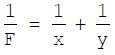 1/F = 1/x + 1/y